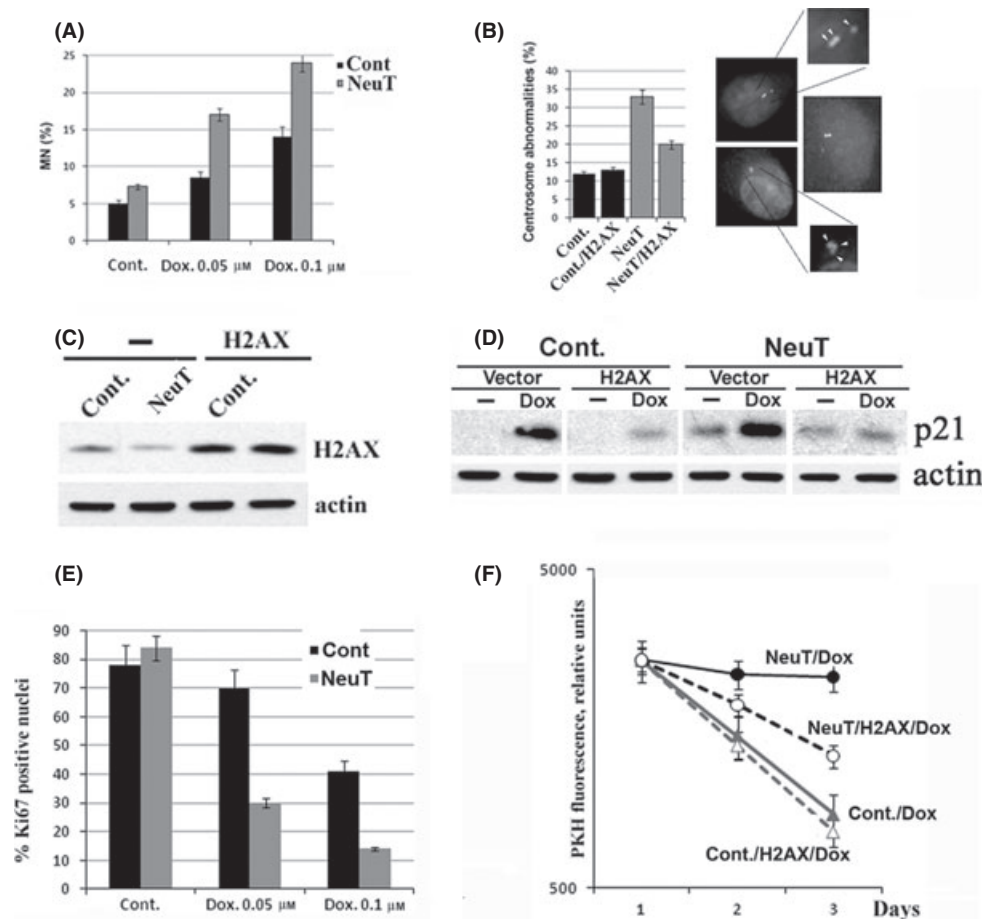 (A)
25
20
15
10
5
0
MN (%)
Cont
NeuT
Cont.
Dox. 0.05 μM
Dox. 0.1 μM
(B)
40
35
30
25
20
15
10
5
0
Centrosome abnormalities (%)
Cont.
Cont./H2AX
NeuT
NeuT/H2AX
(C)
–
H2AX
Cont.
NeuT
Cont.
H2AX
actin
(D)
Cont.
NeuT
Vector
H2AX
Vector
H2AX
– Dox – Dox – Dox – Dox
p21
actin
(E)
90
80
70
60
50
40
30
20
10
0
% Ki67 positive nuclei
Cont
NeuT
Cont.
Dox. 0.05 μM
Dox. 0.1 μM
(F)
5000
500
PKH fluorescence, relative units
NeuT/Dox
NeuT/H2AX/Dox
Cont./Dox
Cont./H2AX/Dox
1 2 3 Days